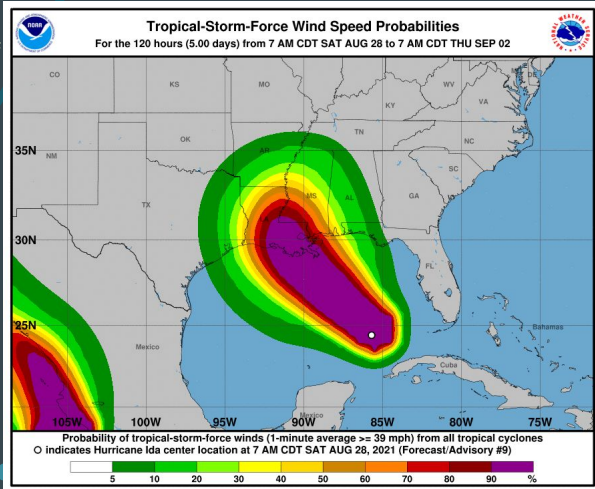 NOAA
Tropical-Storm-Force Wind Speed Probabilities
For the 120 hours (5.00 days) from 7 AM CDT SAT AUG 28 to 7 AM CDT THU SEP 02
NATIONAL WEATHER SERVICE
CO
KS
MO
WV
DE
KY
VA
OK
TN
NC
35N
NM
AR
SC
TX
MS
AL
GA
30N
FL
25N
Mexico
Bahamas
Cuba
Mexico
105W
100W
95W
90W
85W
80W
75W
Probability of tropical-storm-force winds (1-minute average >= 39 mph) from all tropical cyclones
indicates Hurricane Ida center location at 7 AM CDT SAT AUG 28, 2021 (Forecast/Advisory #9)
5 10 20 30 40 50 60 70 80 90 %